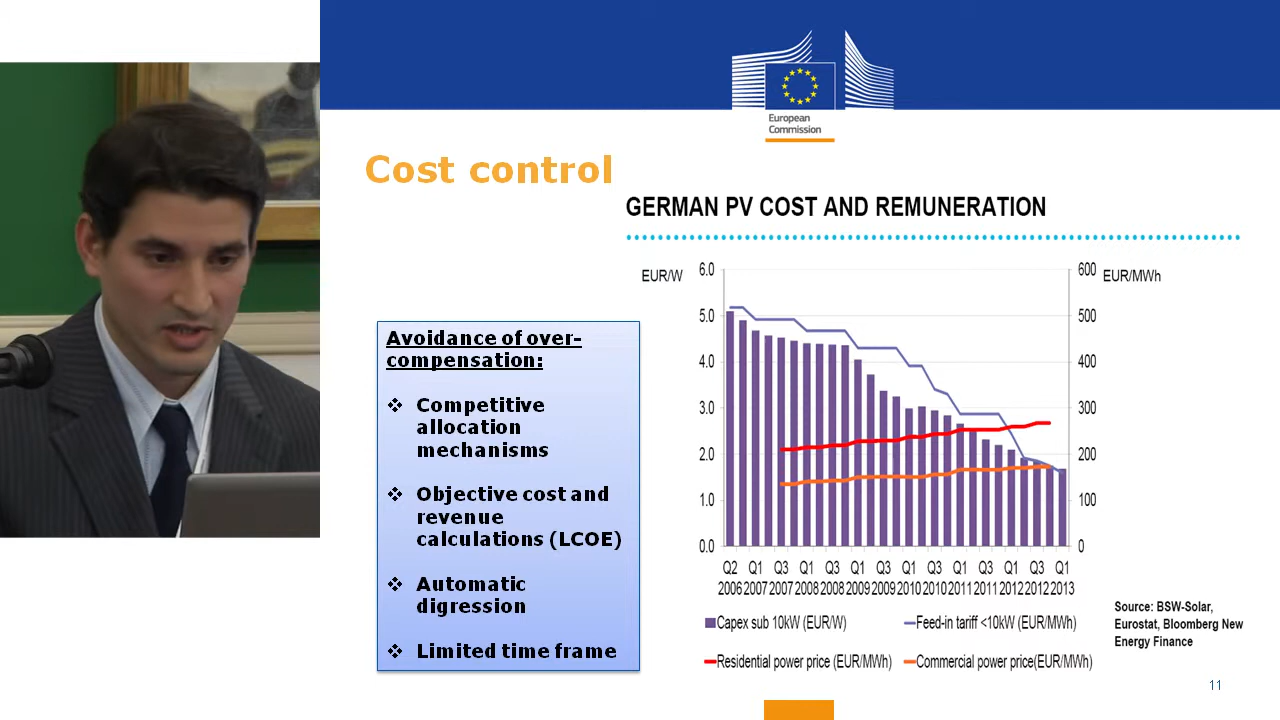 European
Commission
Cost control
GERMAN PV COST AND REMUNERATION
Avoidance of over-
compensation:
❖ Competitive
allocation
mechanisms
❖ Objective cost and
revenue
calculations (LCOE)
❖ Automatic
digression
❖ Limited time frame
EUR/W
6.0
5.0
4.0
3.0
2.0
1.0
0.0
600 EUR/MWh
500
400
300
200
100
0
Q2 Q1 Q3 Q1 Q3 Q1 Q3 Q1 Q3 Q1 Q3 Q1 Q3 Q1
2006 2007 2007 2008 2008 2009 2009 2010 2010 2011 2011 2012 2012 2013
Capex sub 10kW (EUR/W)
Feed-in tariff <10kW (EUR/MWh)
Residential power price (EUR/MWh)
Commercial power price(EUR/MWh)
Source: BSW-Solar,
Eurostat, Bloomberg New
Energy Finance
11